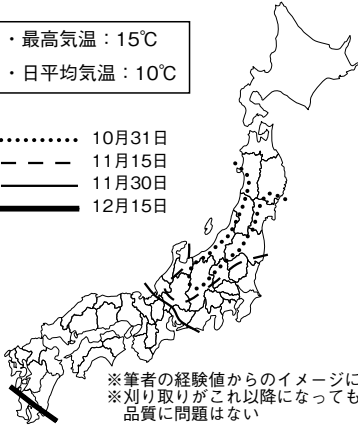 ・最高気温：15℃
・日平均気温：10℃
10月31日
11月15日
11月30日
12月15日
※筆者の経験値からのイメージに
※刈り取りがこれ以降になっても
品質に問題はない